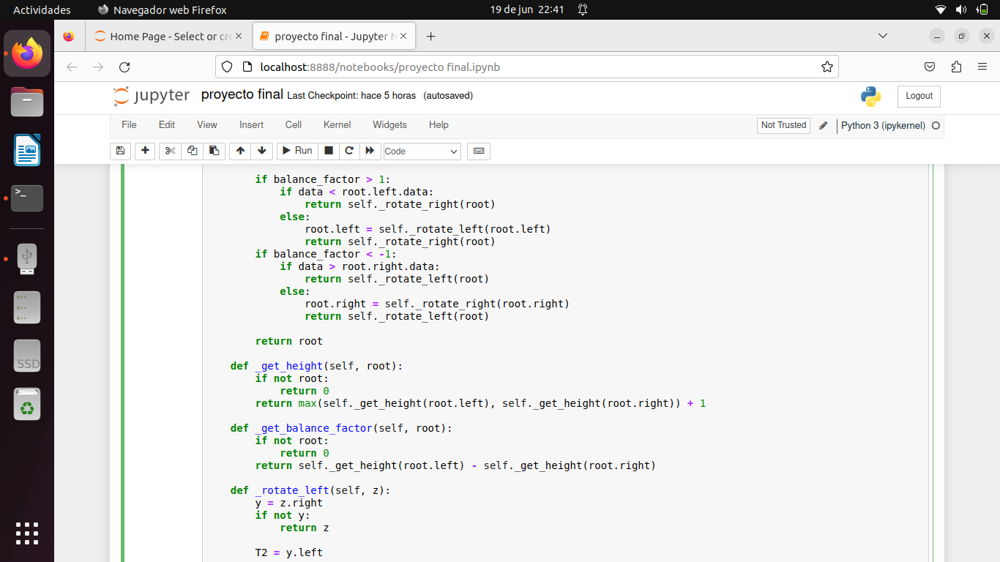 Actividades
Navegador web Firefox
19 de jun 22:41
Home Page - Select or cre
proyecto final - Jupyter N
localhost:8888/notebooks/proyecto final.ipynb
jupyter
proyecto final Last Checkpoint: hace 5 horas (autosaved)
Logout
File Edit View Insert Cell Kernel Widgets Help
Not Trusted
Python 3 (ipykernel)
Run
Code
if balance_factor > 1:
if data < root.left.data:
return self._rotate_right(root)
else:
root.left = self._rotate_left(root.left)
return self._rotate_right(root)
if balance_factor < -1:
if data > root.right.data:
return self._rotate_left(root)
else:
root.right = self._rotate_right(root.right)
return self._rotate_left(root)
return root
def _get_height(self, root):
if not root:
return 0
return max(self._get_height(root.left), self._get_height(root.right)) + 1
def _get_balance_factor(self, root):
if not root:
return 0
return self._get_height(root.left) - self._get_height(root.right)
def _rotate_left(self, z):
y = z.right
if not y:
return z
T2 = y.left
>_
SSD